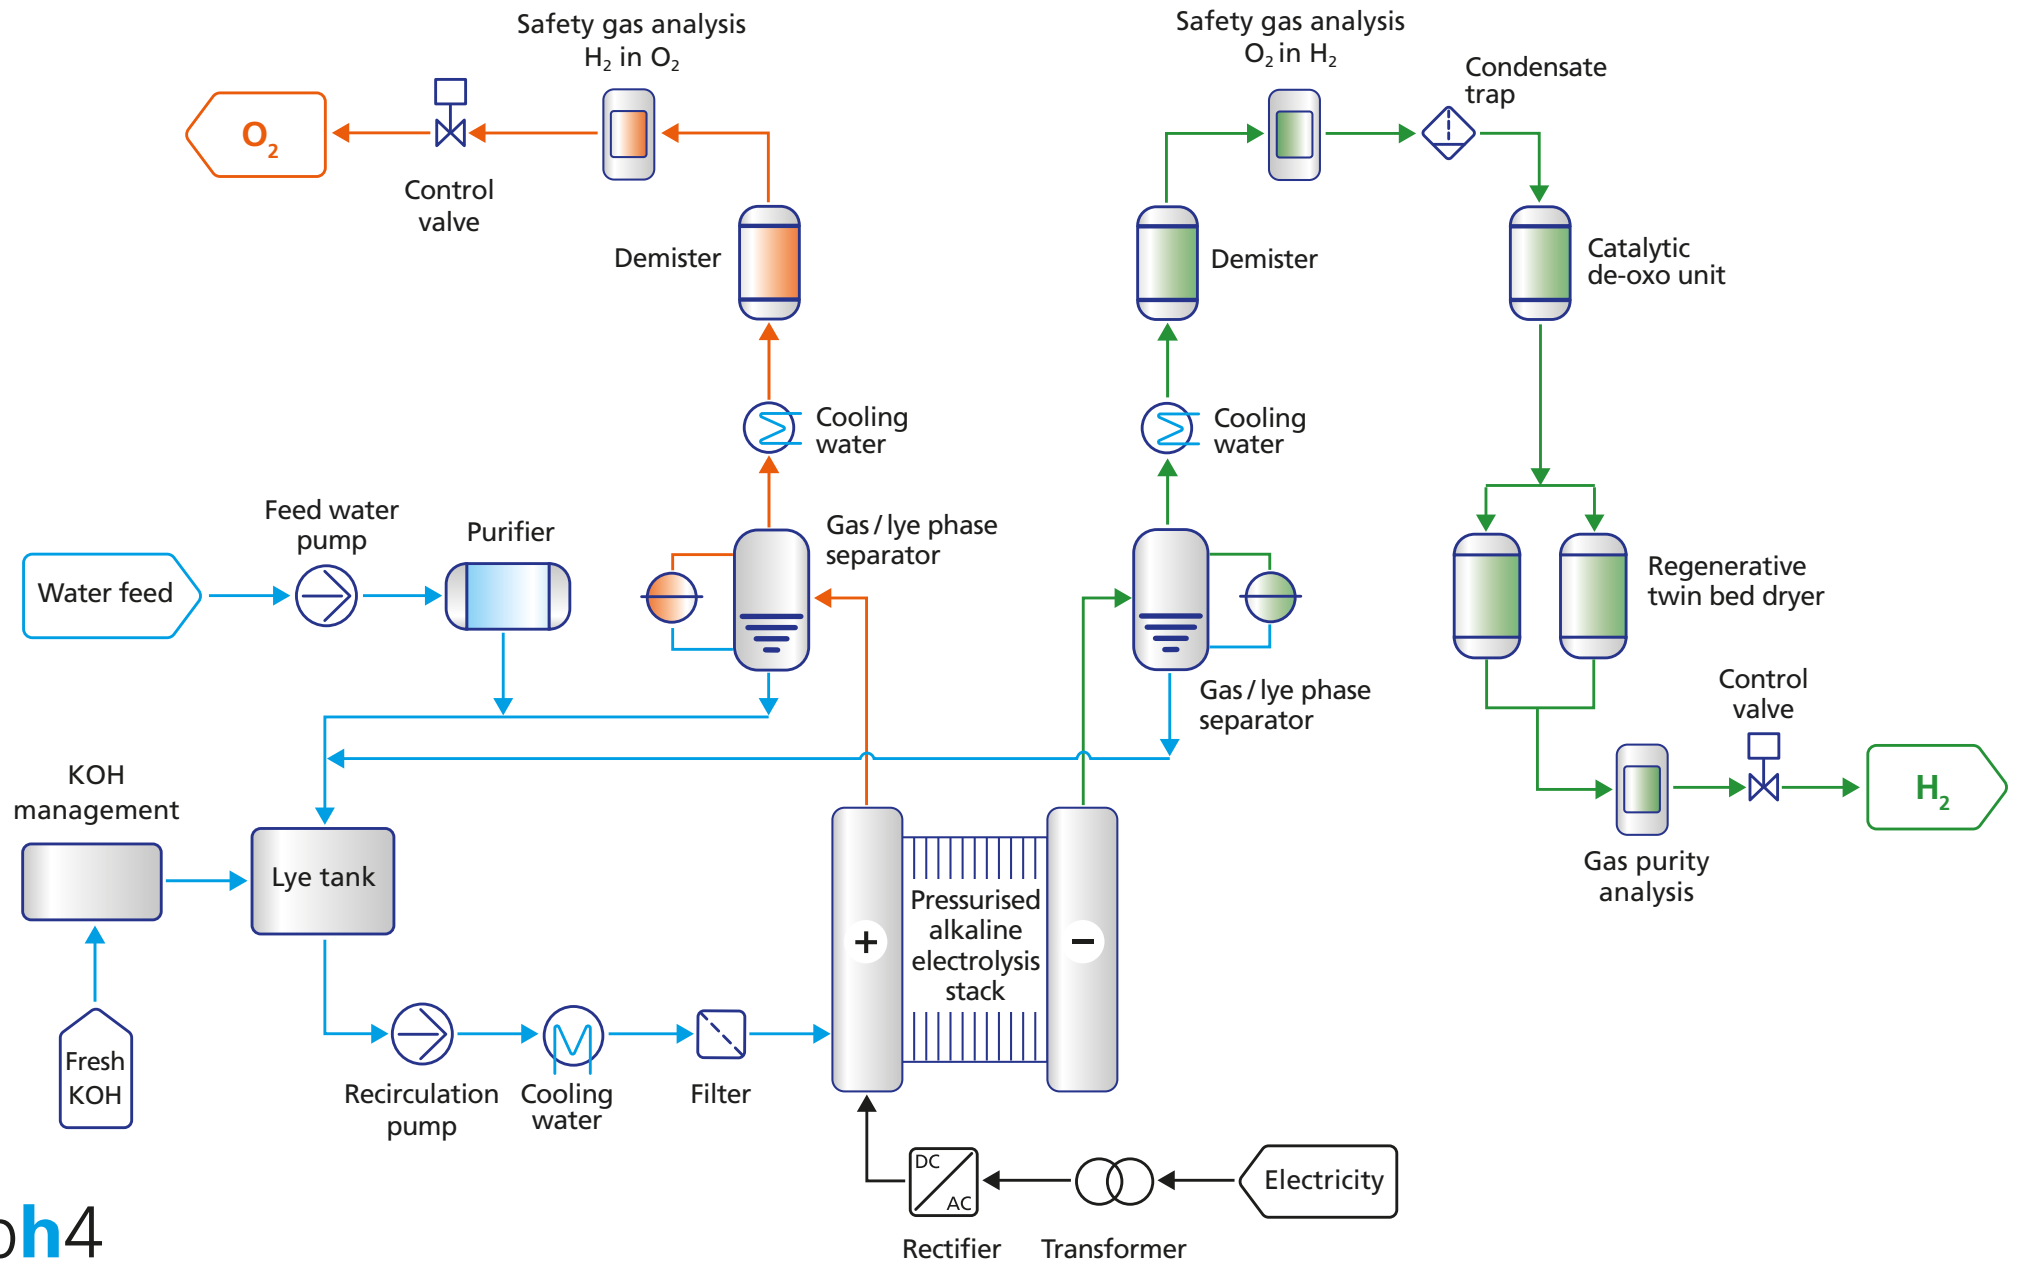 Safety gas analysis
H₂ in O₂
Safety gas analysis
O₂ in H₂
Condensate
trap
O₂
Control
valve
Demister
Demister
Catalytic
de-oxo unit
Cooling
water
Cooling
water
Feed water
pump
Purifier
Gas / lye phase
separator
Water feed
Regenerative
twin bed dryer
Gas / lye phase
separator
Control
valve
KOH
management
H₂
Lye tank
Gas purity
analysis
Pressurised
alkaline
electrolysis
stack
+
−
Fresh
KOH
Recirculation
pump
Cooling
water
Filter
DC
AC
Electricity
Rectifier
Transformer
h4